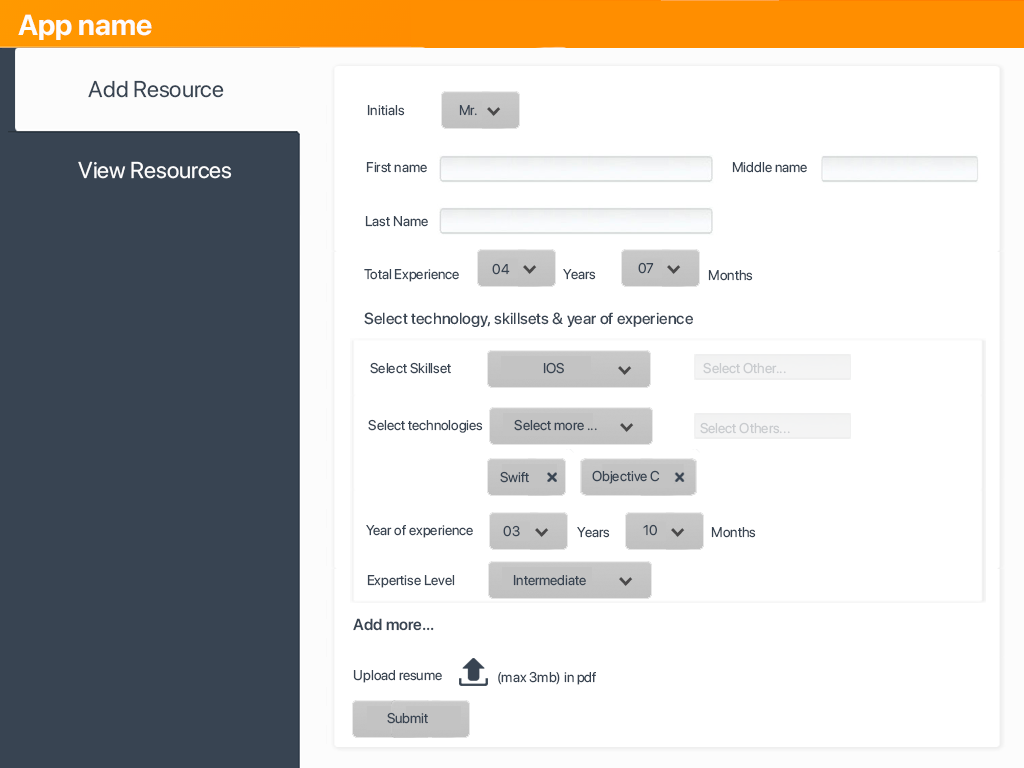 App name
Add Resource
View Resources
Initials Mr.
First name Middle name
Last Name
Total Experience 04 Years 07 Months
Select technology, skillsets & year of experience
Select Skillset IOS Select Other...
Select technologies Select more ... Select Others...
Swift Objective C
Year of experience 03 Years 10 Months
Expertise Level Intermediate
Add more...
Upload resume (max 3mb) in pdf
Submit